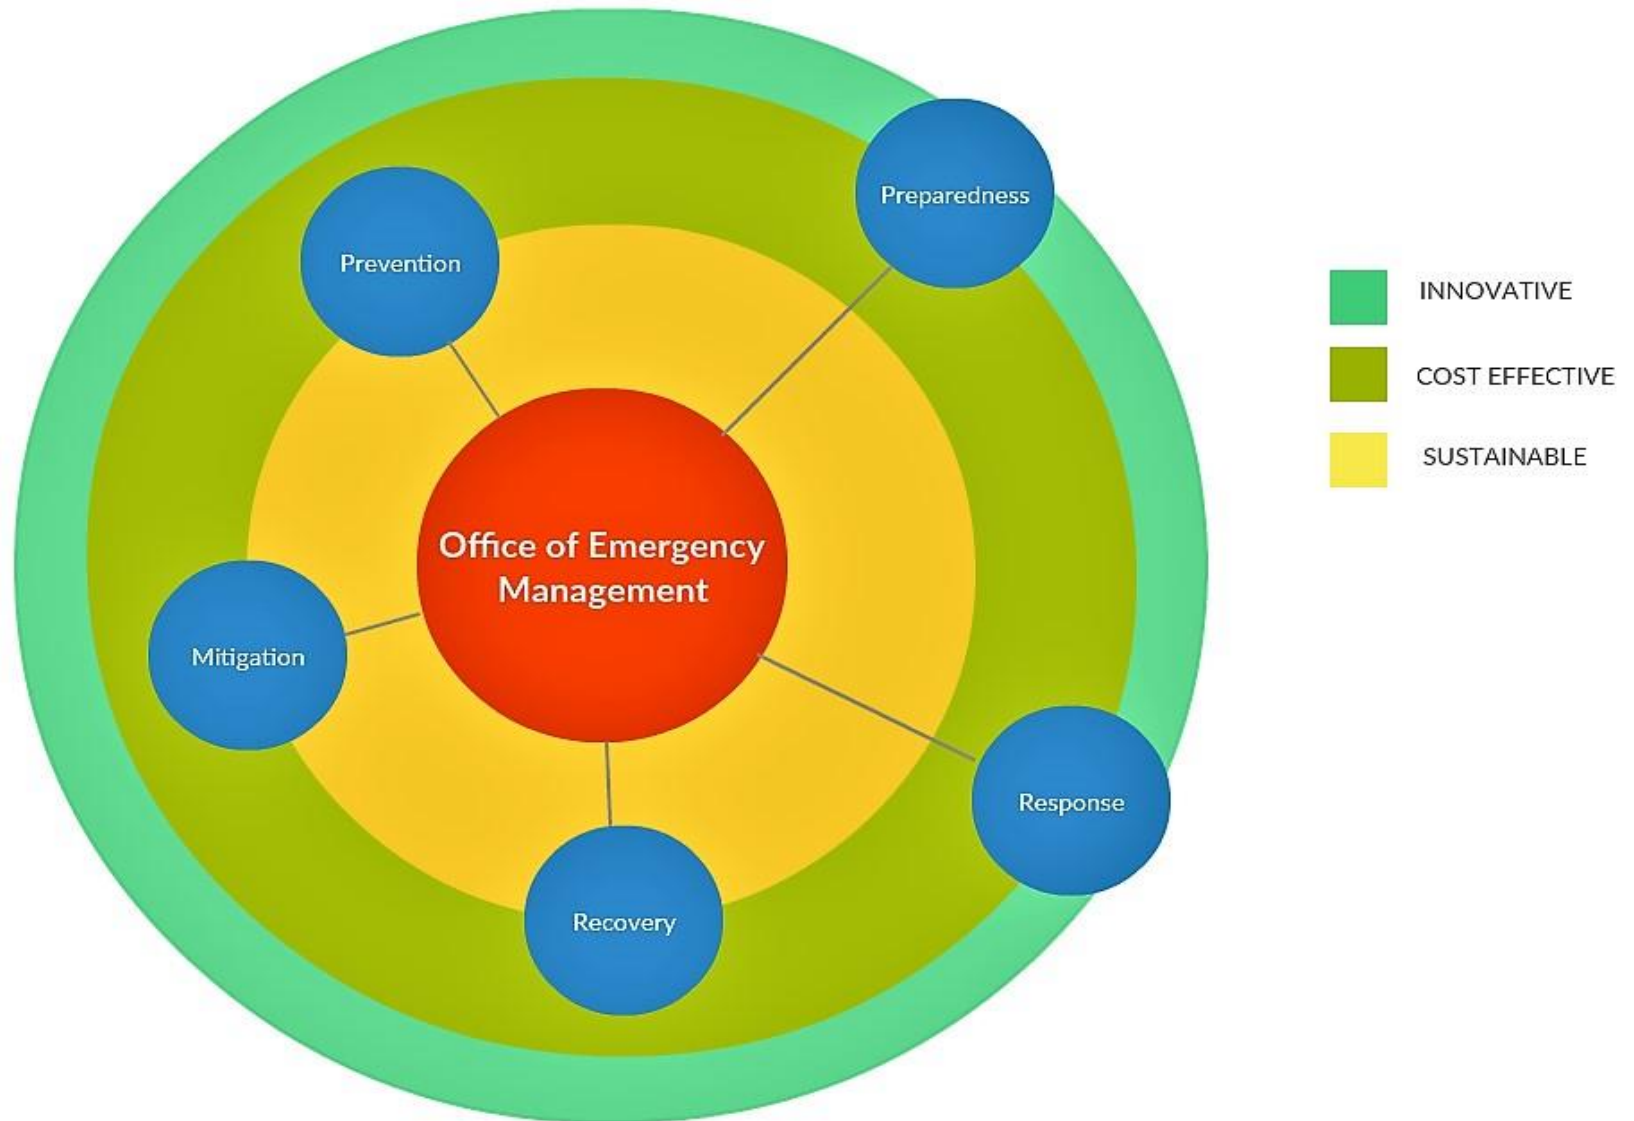 Preparedness
Prevention
Office of Emergency
Management
Mitigation
Response
Recovery
INNOVATIVE
COST EFFECTIVE
SUSTAINABLE